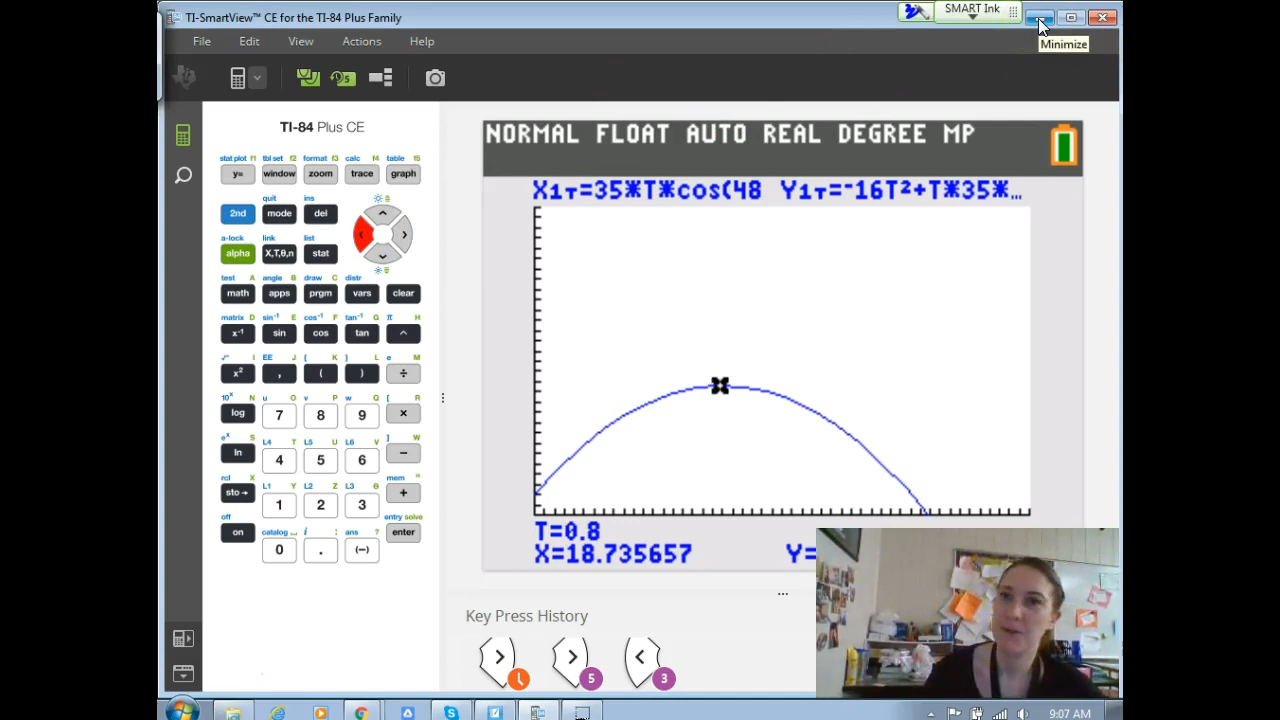 TI-SmartView™ CE for the TI-84 Plus Family
SMART Ink
Minimize
File Edit View Actions Help
TI-84 Plus CE
stat plot f1 tbl set f2 format f3 calc f4 table f5
y= window zoom trace graph
quit ins
2nd mode del
a-lock link list
alpha X,T,θ,n stat
test A angle B draw C distr
math apps prgm vars clear
matrix D sin⁻¹ E cos⁻¹ F tan⁻¹ G π H
x⁻¹ sin cos tan ^
√ I EE J { K } L e M
x² , ( ) ÷
10ˣ N u O v P w Q [ R
log 7 8 9 ×
eˣ S L4 T L5 U L6 V ] W
ln 4 5 6 −
rcl X L1 Y L2 Z L3 θ mem "
sto→ 1 2 3 +
off catalog i : ans ? entry solve
on 0 . (−) enter
NORMAL FLOAT AUTO REAL DEGREE MP
X1T=35*T*cos(48 Y1T=-16T²+T*35*…
T=0.8
X=18.735657 Y=
Key Press History
5 3
9:07 AM